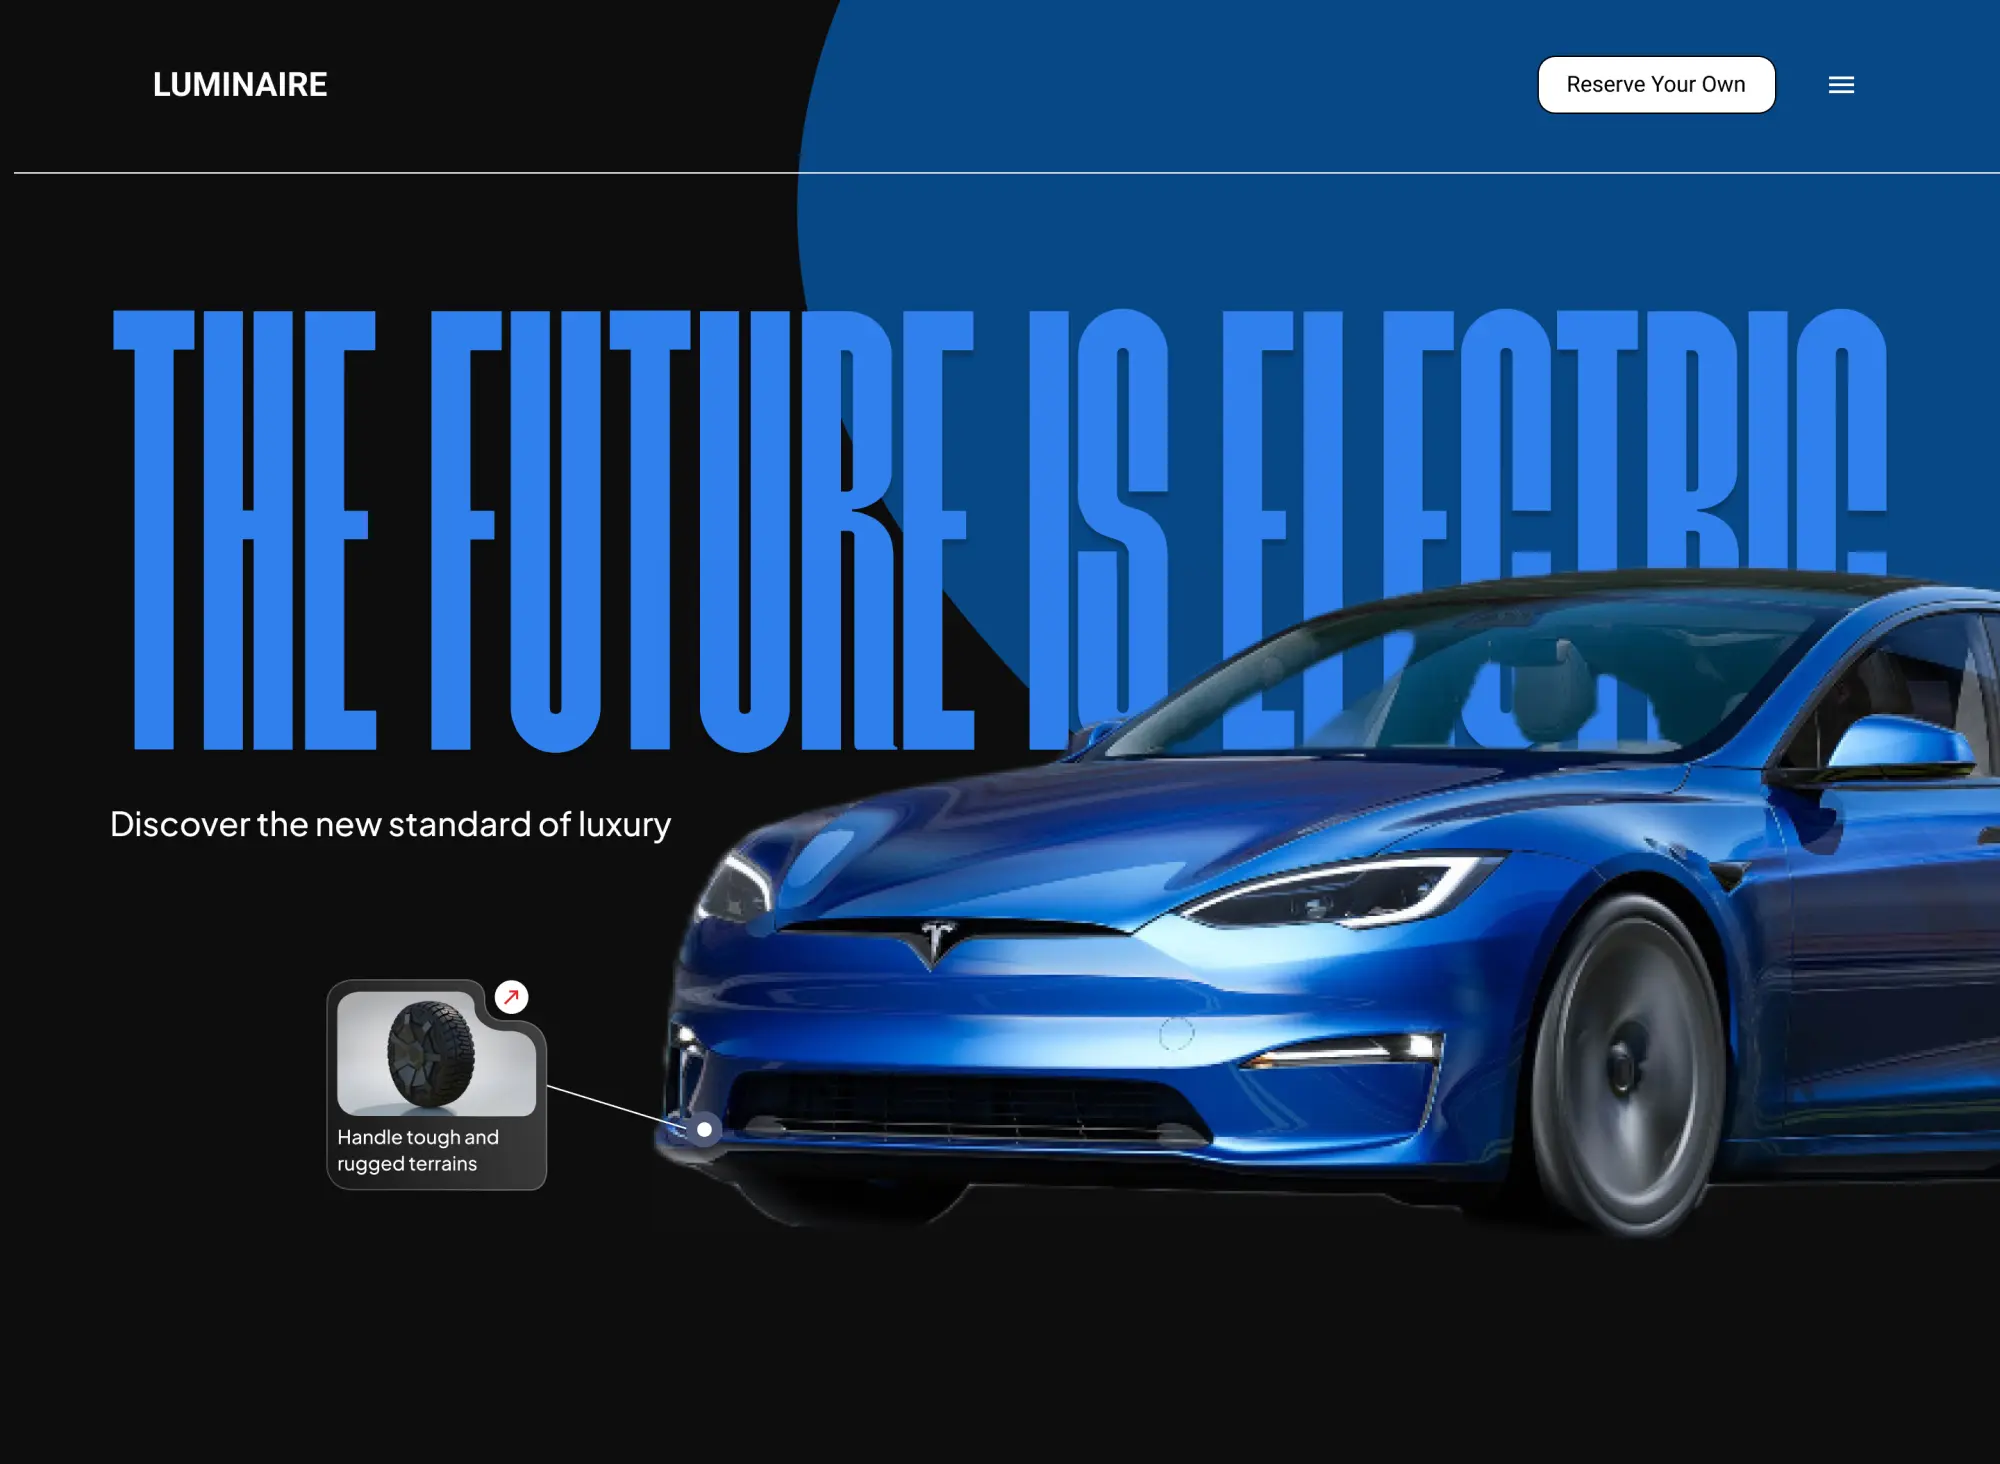 LUMINAIRE
Reserve Your Own
THE FUTURE IS ELECTRIC
Discover the new standard of luxury
Handle tough and
rugged terrains